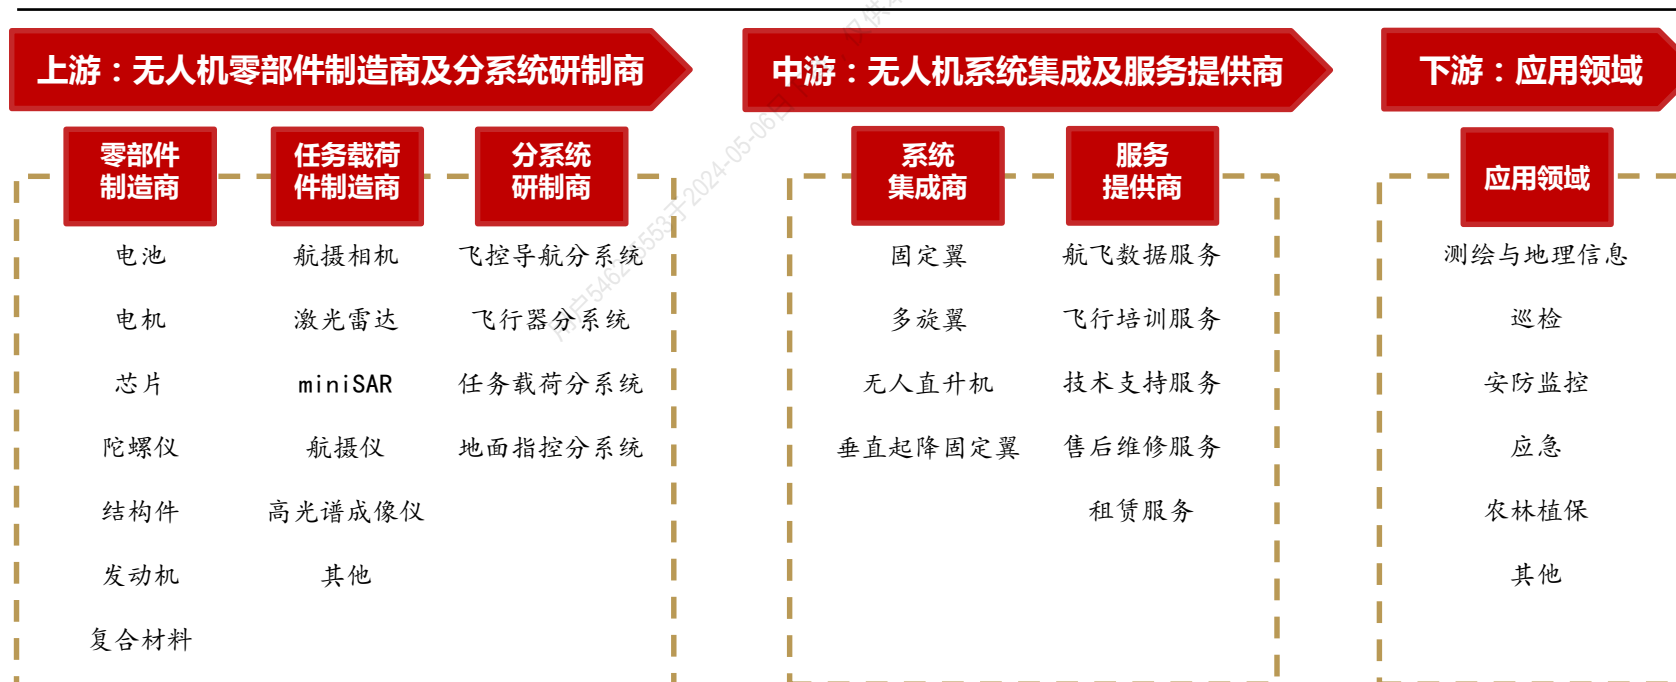 上游：无人机零部件制造商及分系统研制商
中游：无人机系统集成及服务提供商
下游：应用领域
零部件
制造商
任务载荷
件制造商
分系统
研制商
系统
集成商
服务
提供商
应用领域
电池
航摄相机
飞控导航分系统
固定翼
航飞数据服务
测绘与地理信息
电机
激光雷达
飞行器分系统
多旋翼
飞行培训服务
巡检
芯片
miniSAR
任务载荷分系统
无人直升机
技术支持服务
安防监控
陀螺仪
航摄仪
地面指控分系统
垂直起降固定翼
售后维修服务
应急
结构件
高光谱成像仪
租赁服务
农林植保
发动机
其他
其他
复合材料